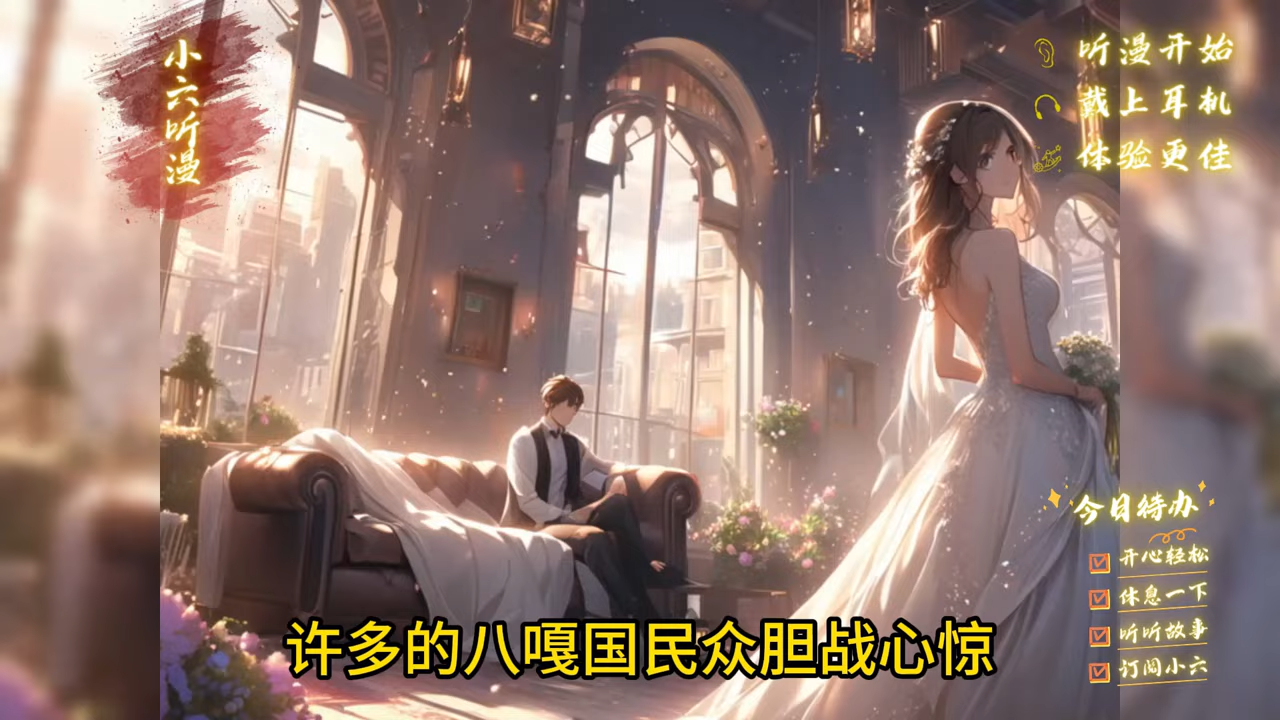 小六听漫
听漫开始
戴上耳机
体验更佳
今日待办
开心轻松
休息一下
听听故事
订阅小六
许多的八嘎国民众胆战心惊